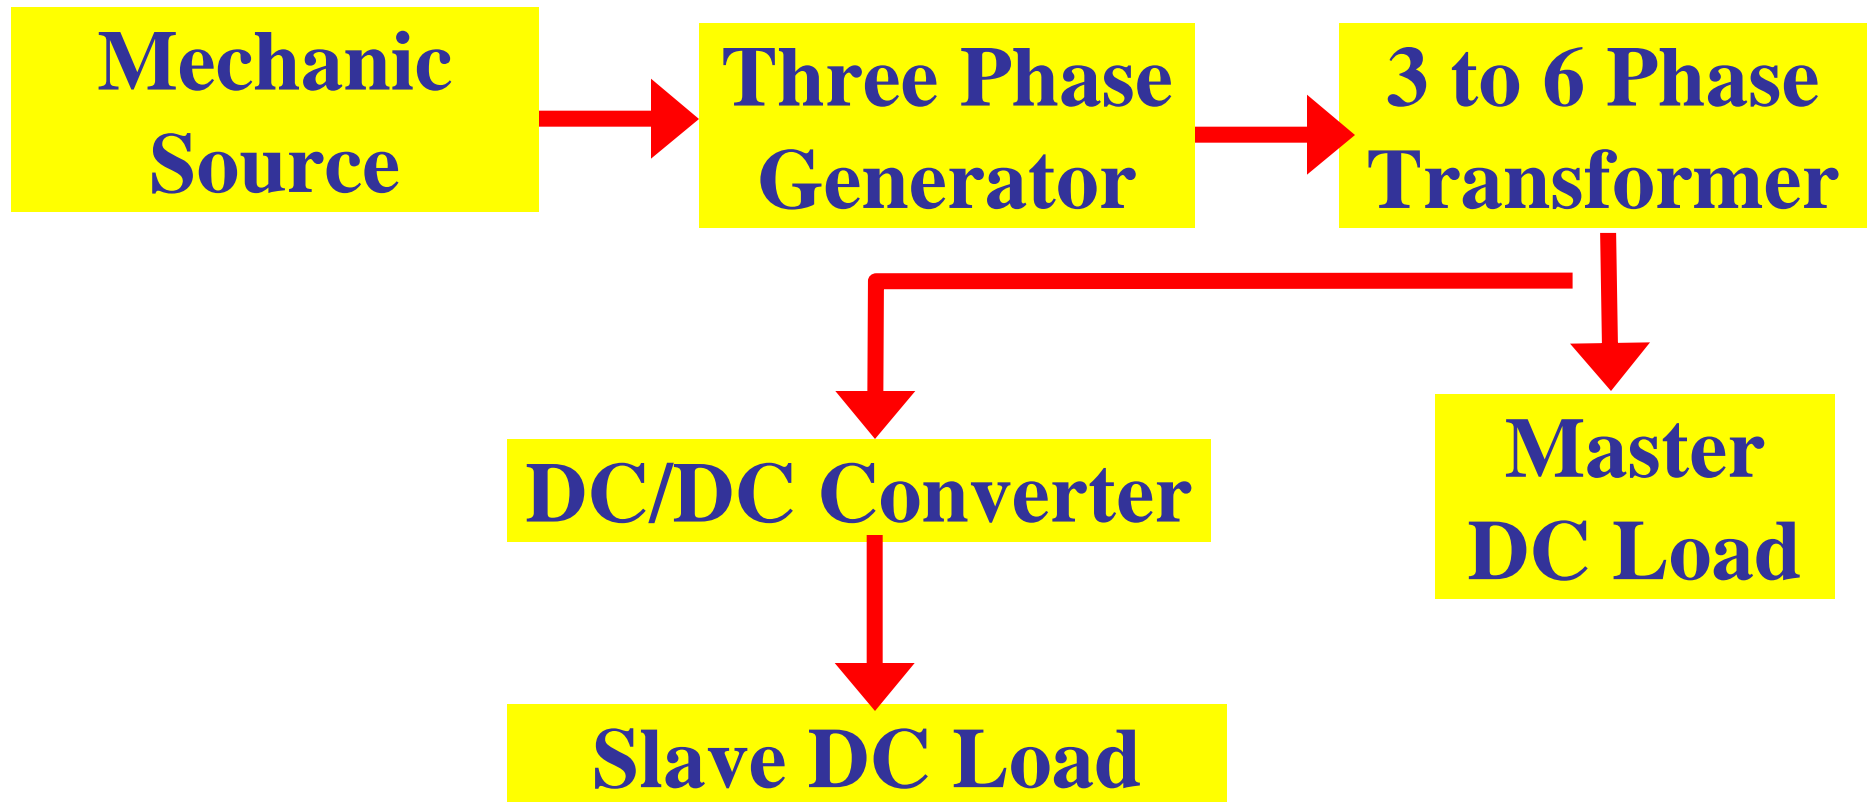 Mechanic
Source
Three Phase
Generator
3 to 6 Phase
Transformer
DC/DC Converter
Master
DC Load
Slave DC Load